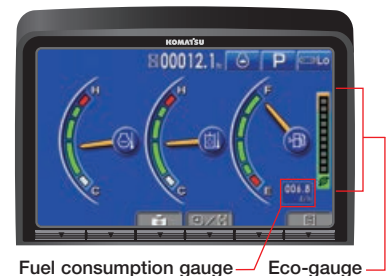 KOMATSU
00012.1h
P
Lo
H
H
F
C
C
E
006.8
Fuel consumption gauge
Eco-gauge